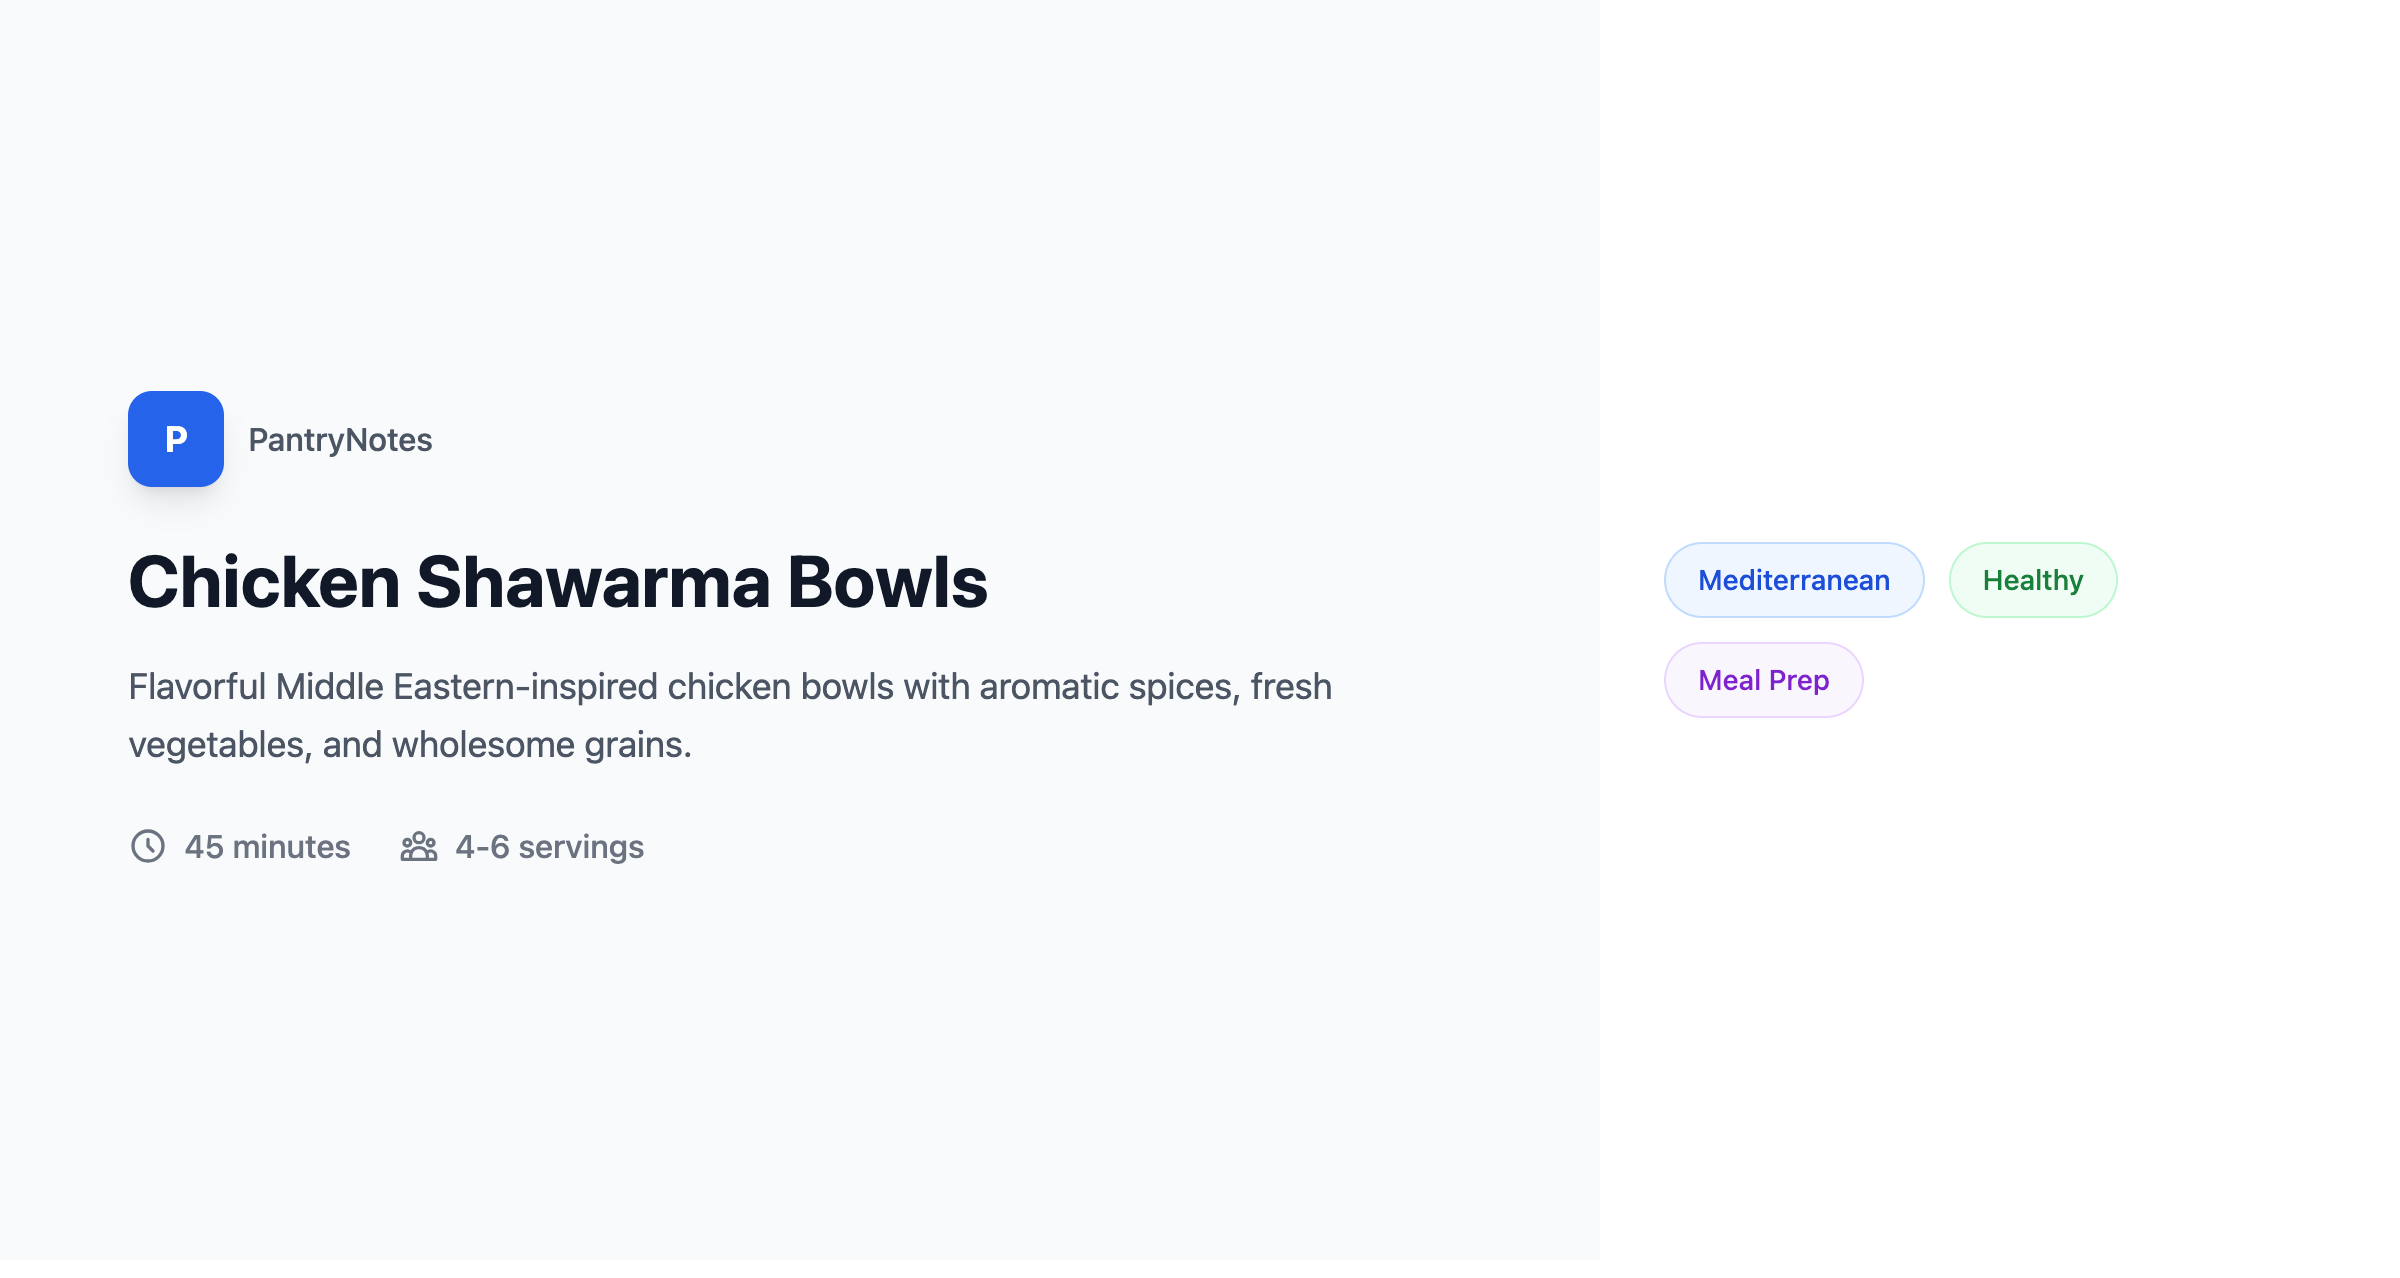 P
PantryNotes
Chicken Shawarma Bowls
Flavorful Middle Eastern-inspired chicken bowls with aromatic spices, fresh
vegetables, and wholesome grains.
45 minutes
4-6 servings
Mediterranean
Healthy
Meal Prep